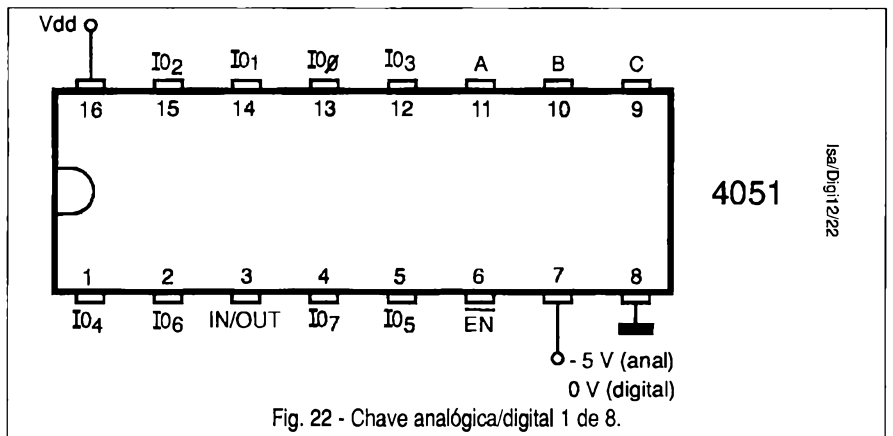 Vdd
IO2 IO1 IO0 IO3 A B C
16 15 14 13 12 11 10 9
4051
Isa/Digi12/22
1 2 3 4 5 6 7 8
IO4 IO6 IN/OUT IO7 IO5 EN
- 5 V (anal)
0 V (digital)
Fig. 22 - Chave analógica/digital 1 de 8.